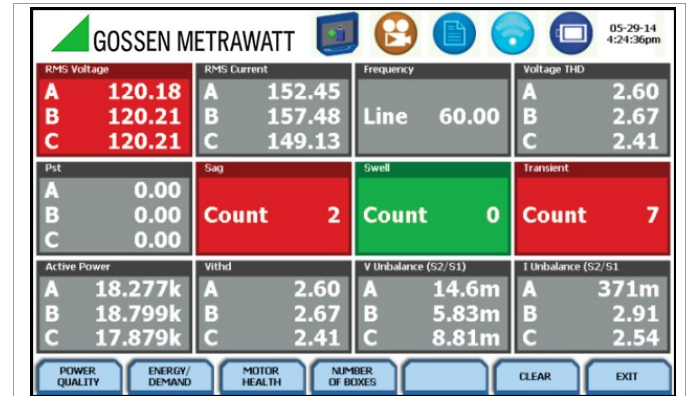 GOSSEN METRAWATT
05-29-14
4:24:36pm
RMS Voltage
A 120.18
B 120.21
C 120.21
RMS Current
A 152.45
B 157.48
C 149.13
Frequency
Line 60.00
Voltage THD
A 2.60
B 2.67
C 2.41
Pst
A 0.00
B 0.00
C 0.00
Sag
Count 2
Swell
Count 0
Transient
Count 7
Active Power
A 18.277k
B 18.799k
C 17.879k
Vithd
A 2.60
B 2.67
C 2.41
V Unbalance (S2/S1)
A 14.6m
B 5.83m
C 8.81m
I Unbalance (S2/S1
A 371m
B 2.91
C 2.54
POWER
QUALITY
ENERGY/
DEMAND
MOTOR
HEALTH
NUMBER
OF BOXES
CLEAR
EXIT